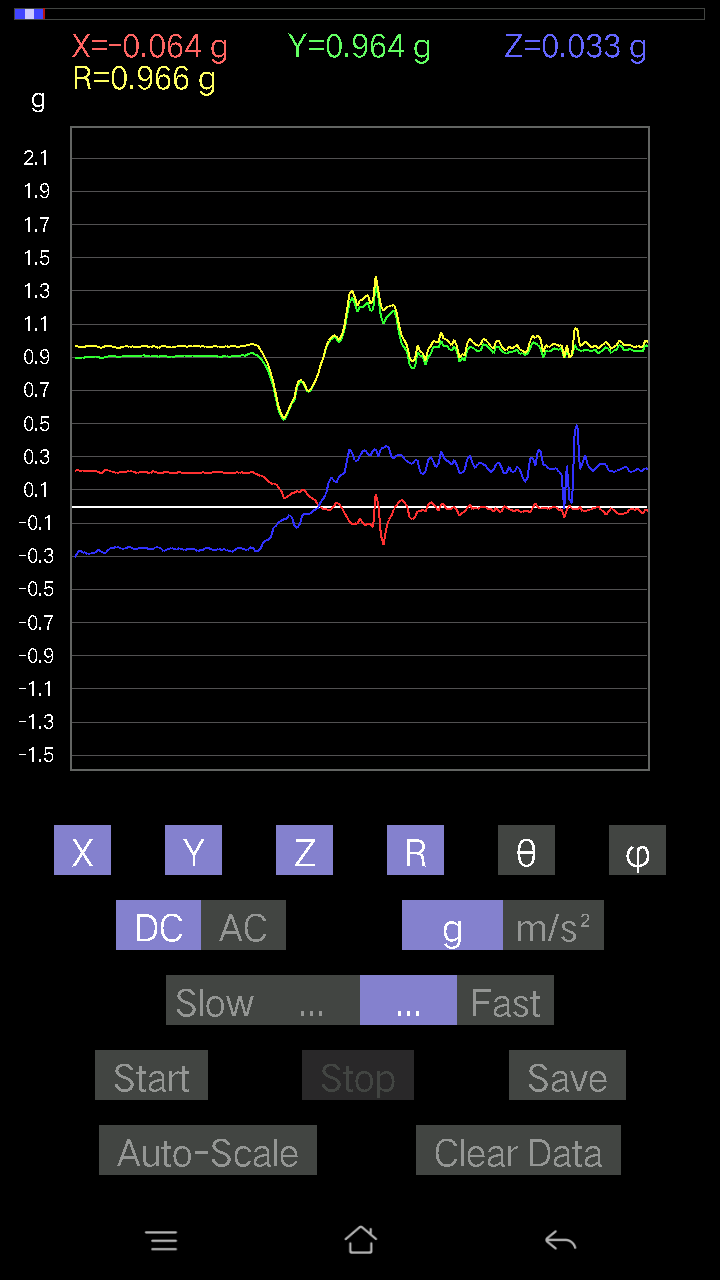 X=-0.064 g Y=0.964 g Z=0.033 g
R=0.966 g
g
2.1
1.9
1.7
1.5
1.3
1.1
0.9
0.7
0.5
0.3
0.1
-0.1
-0.3
-0.5
-0.7
-0.9
-1.1
-1.3
-1.5
X Y Z R θ φ
DC AC g m/s²
Slow ... ... Fast
Start Stop Save
Auto-Scale Clear Data